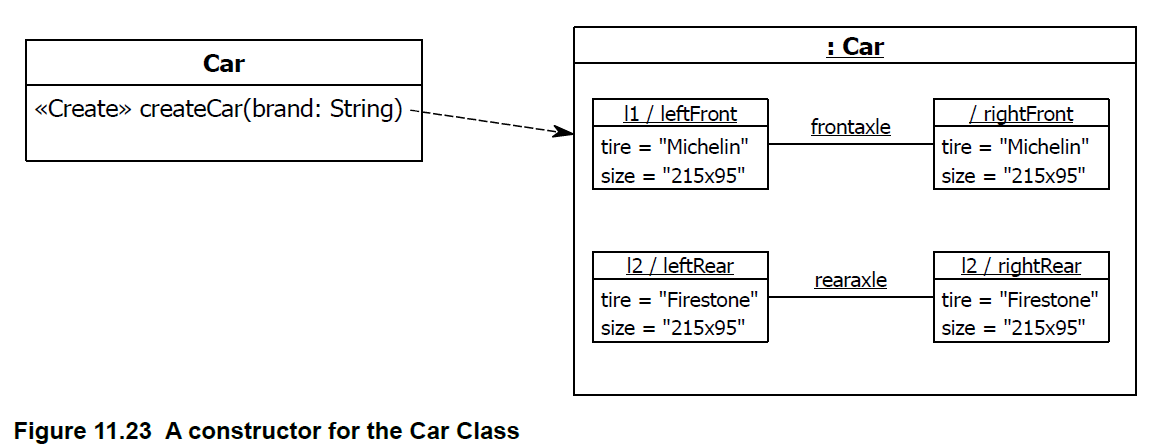 Car
«Create» createCar(brand: String)
: Car
l1 / leftFront
tire = "Michelin"
size = "215x95"
frontaxle
/ rightFront
tire = "Michelin"
size = "215x95"
l2 / leftRear
tire = "Firestone"
size = "215x95"
rearaxle
l2 / rightRear
tire = "Firestone"
size = "215x95"
Figure 11.23 A constructor for the Car Class